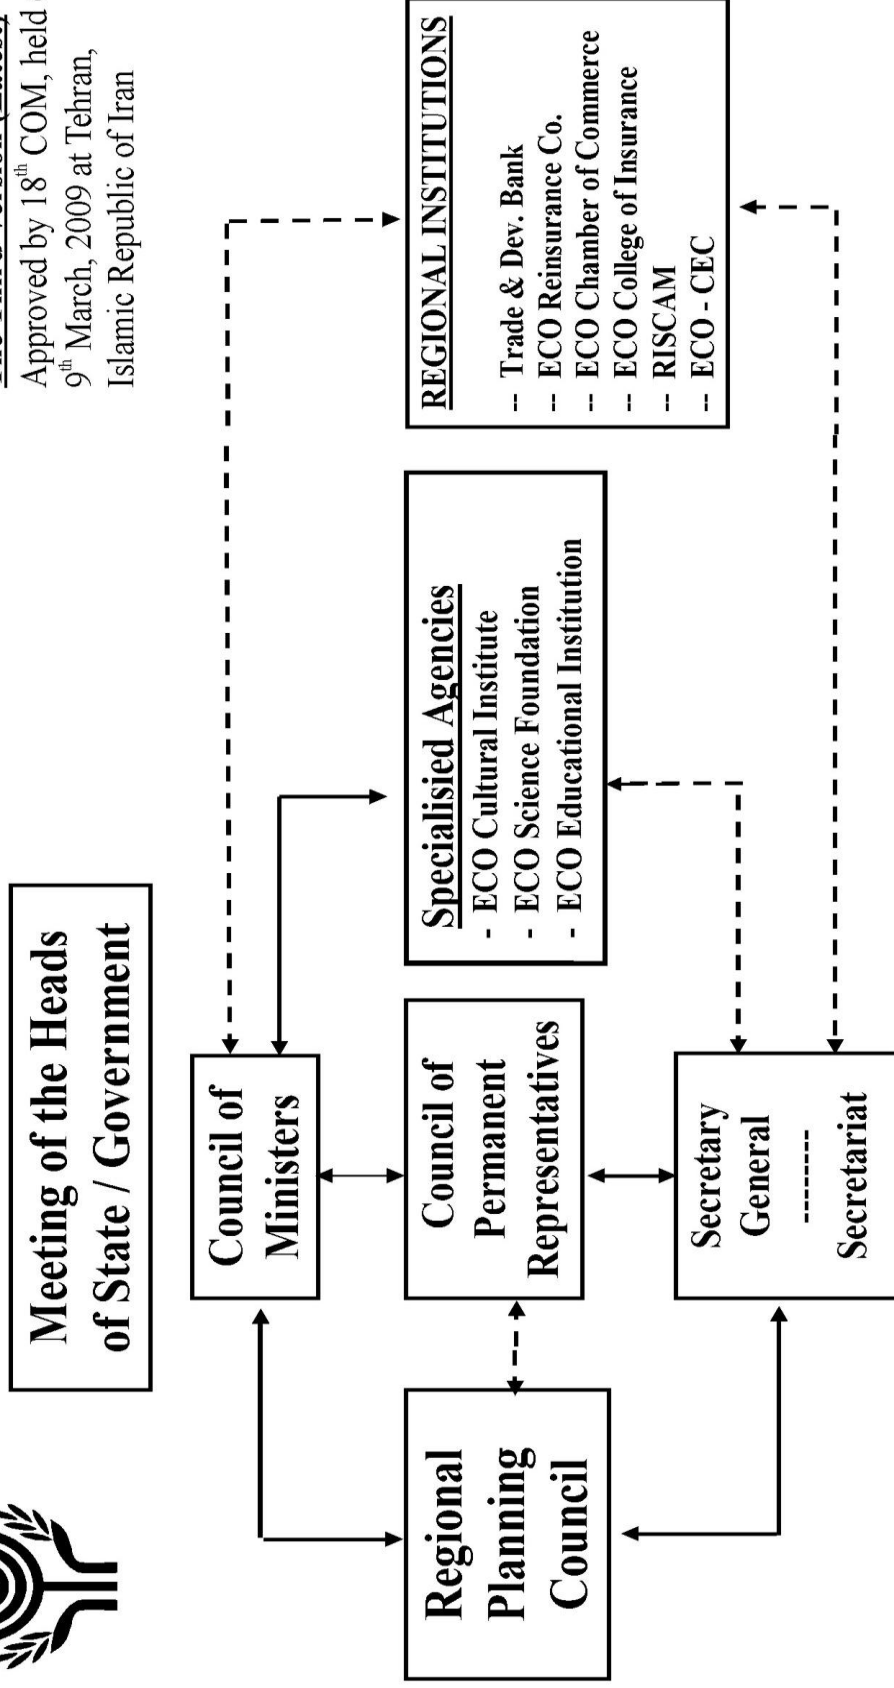 Approved by 18th COM, held
9th March, 2009 at Tehran,
Islamic Republic of Iran
Meeting of the Heads
of State / Government
Council of
Ministers
Regional
Planning
Council
Council of
Permanent
Representatives
Specialisied Agencies
- ECO Cultural Institute
- ECO Science Foundation
- ECO Educational Institution
REGIONAL INSTITUTIONS
-- Trade & Dev. Bank
-- ECO Reinsurance Co.
-- ECO Chamber of Commerce
-- ECO College of Insurance
-- RISCAM
-- ECO - CEC
Secretary
General
---------
Secretariat